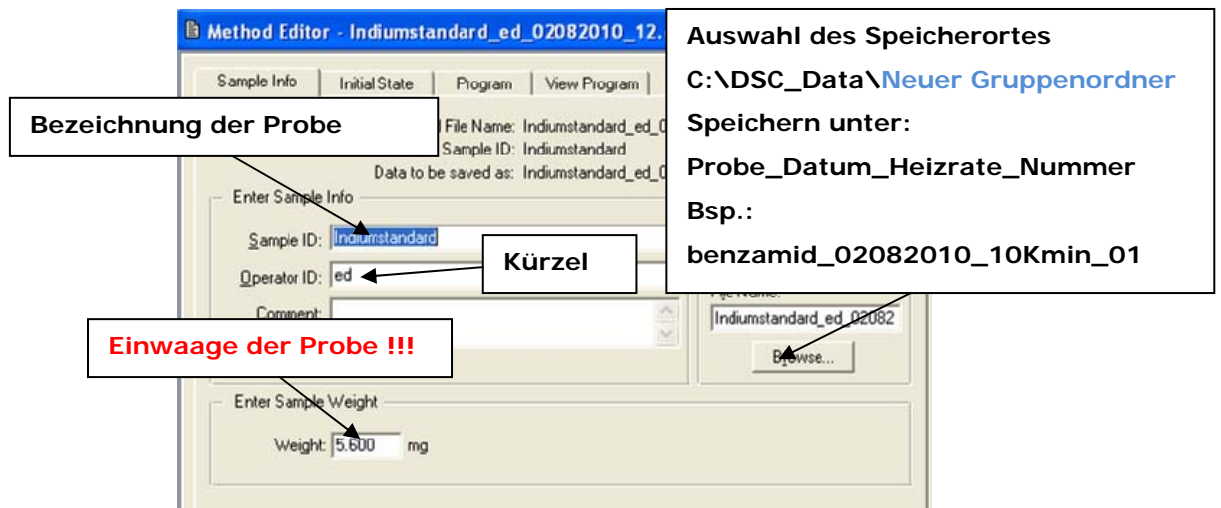 Method Editor - Indiumstandard_ed_02082010_12.
Auswahl des Speicherortes
C:\DSC_Data\Neuer Gruppenordner
Speichern unter:
Probe_Datum_Heizrate_Nummer
Bsp.:
benzamid_02082010_10Kmin_01
Sample Info
Initial State
Program
View Program
Bezeichnung der Probe
File Name: Indiumstandard_ed_0
Sample ID: Indiumstandard
Data to be saved as: Indiumstandard_ed_0
Enter Sample Info
Sample ID: Indiumstandard
Kürzel
Operator ID: ed
Comment:
File Name:
Indiumstandard_ed_02082
Browse...
Einwaage der Probe !!!
Enter Sample Weight
Weight: 5.600 mg